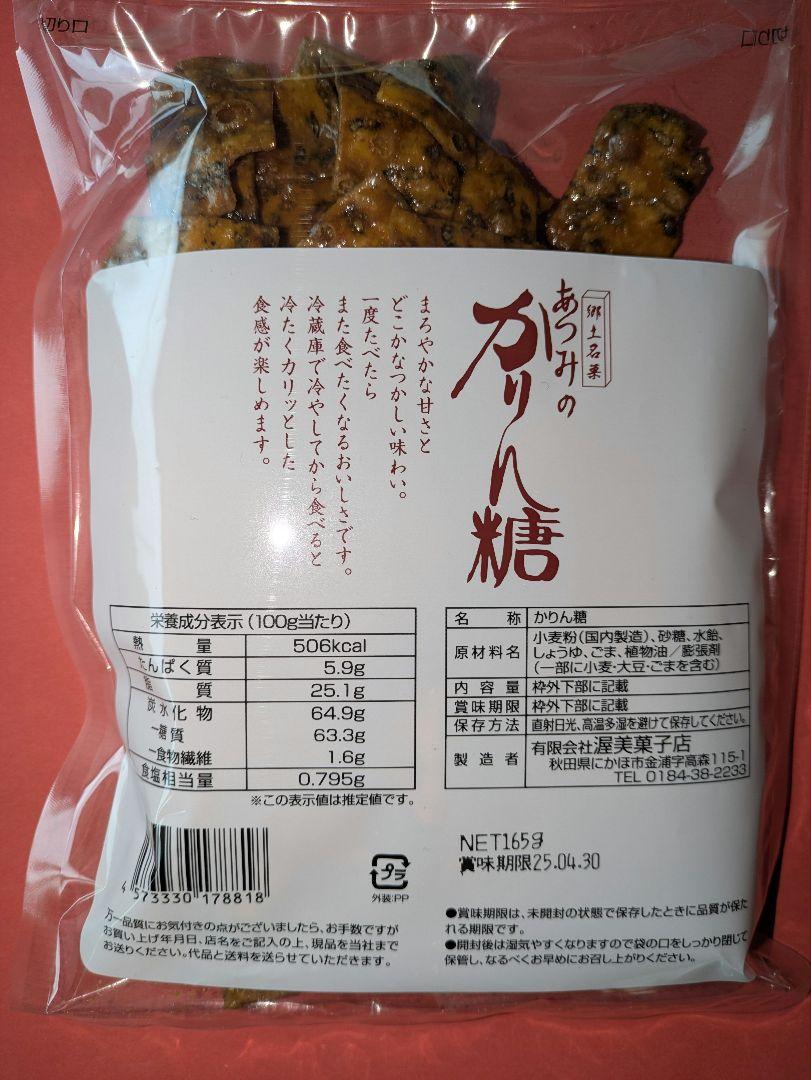 切り口
切り口
郷土名菓
あつみの
かりん糖
まろやかな甘さと
どこかなつかしい味わい。
一度たべたら
また食べたくなるおいしさです。
冷蔵庫で冷やしてから食べると
冷たくカリッとした
食感が楽しめます。
栄養成分表示(100g当たり)
熱量 506kcal
たんぱく質 5.9g
脂質 25.1g
炭水化物 64.9g
-糖質 63.3g
-食物繊維 1.6g
食塩相当量 0.795g
※この表示値は推定値です。
名称 かりん糖
原材料名 小麦粉(国内製造)、砂糖、水飴、
しょうゆ、ごま、植物油/膨張剤
(一部に小麦・大豆・ごまを含む)
内容量 枠外下部に記載
賞味期限 枠外下部に記載
保存方法 直射日光、高温多湿を避けて保存してください。
製造者 有限会社渥美菓子店
秋田県にかほ市金浦字高森115-1
TEL 0184-38-2233
NET165g
賞味期限25.04.30
4 573330 178818
プラ
外装:PP
万一品質にお気付きの点がございましたら、お手数ですが
お買い上げ年月日、店名をご記入の上、現品を当社まで
お送りください。代品と送料を送らせていただきます。
●賞味期限は、未開封の状態で保存したときに品質が保た
れる期限です。
●開封後は湿気やすくなりますので袋の口をしっかり閉じて
保管し、なるべくお早めにお召し上がりください。